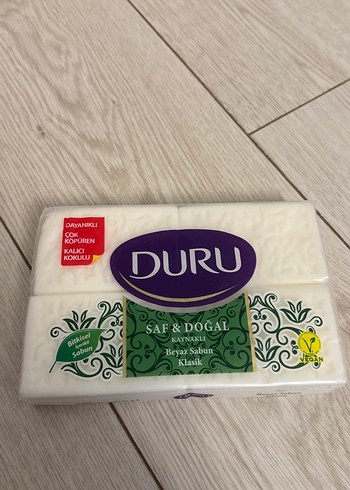 DAYANIKLI
ÇOK
KÖPÜREN
KALICI
KOKULU
DURU
SAF & DOĞAL
KAYNAKLI
Beyaz Sabun
Klasik
Bitkisel
Sabun
VEGAN